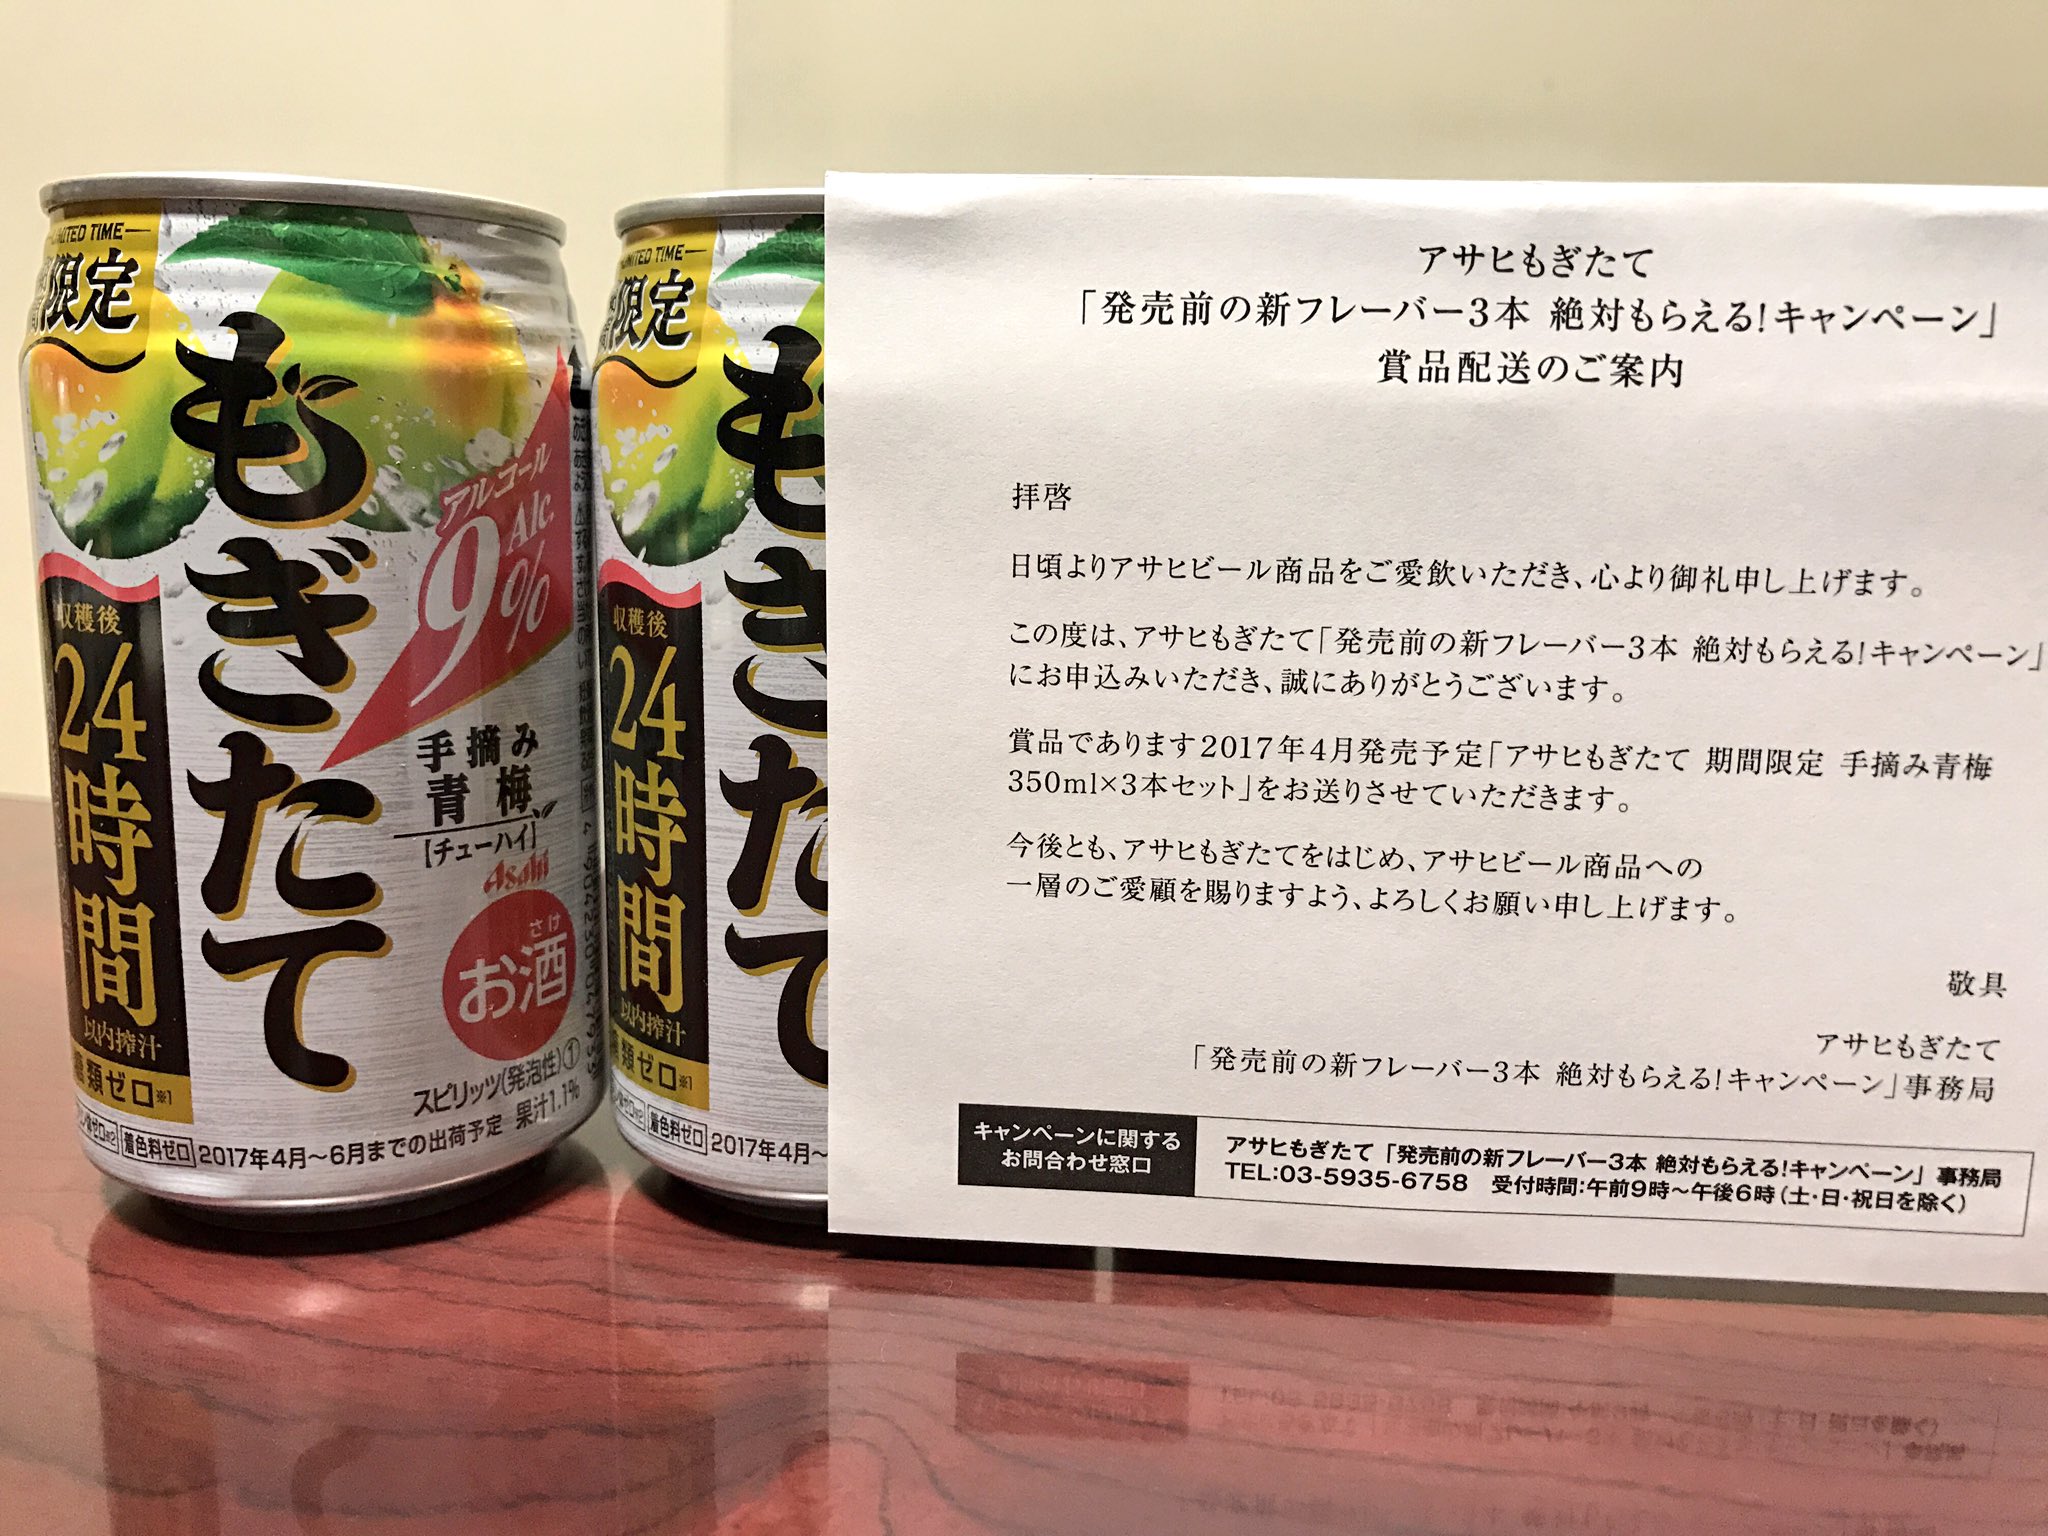 LIMITED TIME
限定
もぎたて
アルコール
Alc.
9%
収穫後
24時間
以内搾汁
類ゼロ※1
手摘み
青梅
【チューハイ】
Asahi
さけ
お酒
スピリッツ(発泡性)①
果汁1.1%
着色料ゼロ
2017年4月〜6月までの出荷予定
LIMITED TIME
限定
もぎたて
収穫後
24時間
以内搾汁
類ゼロ※1
着色料ゼロ
2017年4月〜
アサヒもぎたて
「発売前の新フレーバー3本 絶対もらえる!キャンペーン」
賞品配送のご案内
拝啓
日頃よりアサヒビール商品をご愛飲いただき、心より御礼申し上げます。
この度は、アサヒもぎたて「発売前の新フレーバー3本 絶対もらえる!キャンペーン」
にお申込みいただき、誠にありがとうございます。
賞品であります2017年4月発売予定「アサヒもぎたて 期間限定 手摘み青梅
350ml×3本セット」をお送りさせていただきます。
今後とも、アサヒもぎたてをはじめ、アサヒビール商品への
一層のご愛顧を賜りますよう、よろしくお願い申し上げます。
敬具
アサヒもぎたて
「発売前の新フレーバー3本 絶対もらえる!キャンペーン」事務局
キャンペーンに関する
お問合わせ窓口
アサヒもぎたて「発売前の新フレーバー3本 絶対もらえる!キャンペーン」事務局
TEL:03-5935-6758 受付時間:午前9時〜午後6時(土・日・祝日を除く)